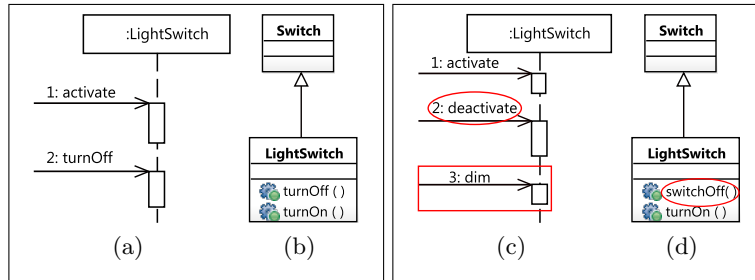 :LightSwitch
1: activate
2: turnOff
(a)
Switch
LightSwitch
turnOff ( )
turnOn ( )
(b)
:LightSwitch
1: activate
2: deactivate
3: dim
(c)
Switch
LightSwitch
switchOff()
turnOn ( )
(d)